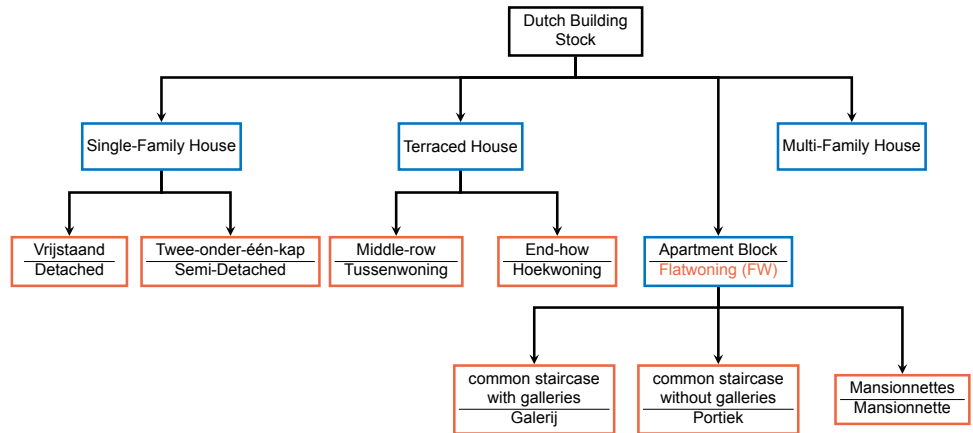 Dutch Building
Stock
Single-Family House
Terraced House
Multi-Family House
Vrijstaand
Detached
Twee-onder-één-kap
Semi-Detached
Middle-row
Tussenwoning
End-how
Hoekwoning
Apartment Block
Flatwoning (FW)
common staircase
with galleries
Galerij
common staircase
without galleries
Portiek
Mansionnettes
Mansionnette